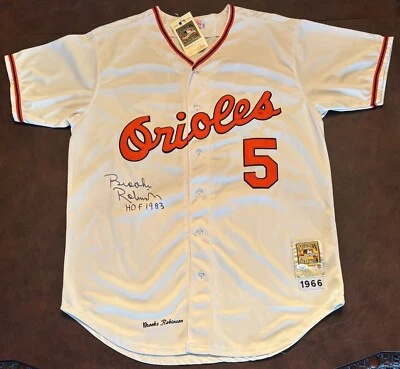 Orioles
5
Brooks
Robinson
HOF 1983
1966
Brooks Robinson